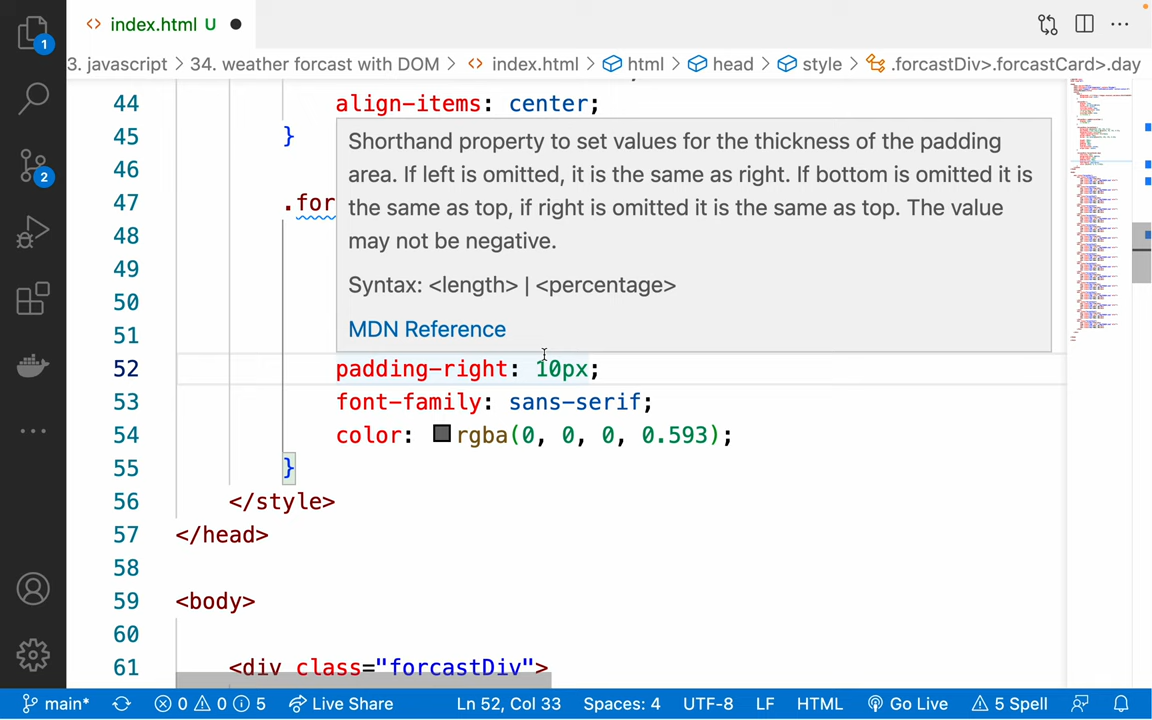 index.html U
3. javascript > 34. weather forcast with DOM > index.html > html > head > style > .forcastDiv>.forcastCard>.day
44 align-items: center;
45 }
Shorthand property to set values for the thickness of the padding
area. If left is omitted, it is the same as right. If bottom is omitted it is
the same as top, if right is omitted it is the same as top. The value
may not be negative.
Syntax: <length> | <percentage>
MDN Reference
46
47 .for
48
49
50
51
52 padding-right: 10px;
53 font-family: sans-serif;
54 color: rgba(0, 0, 0, 0.593);
55 }
56 </style>
57 </head>
58
59 <body>
60
61 <div class="forcastDiv">
1
2
main* 0 0 5 Live Share Ln 52, Col 33 Spaces: 4 UTF-8 LF HTML Go Live 5 Spell